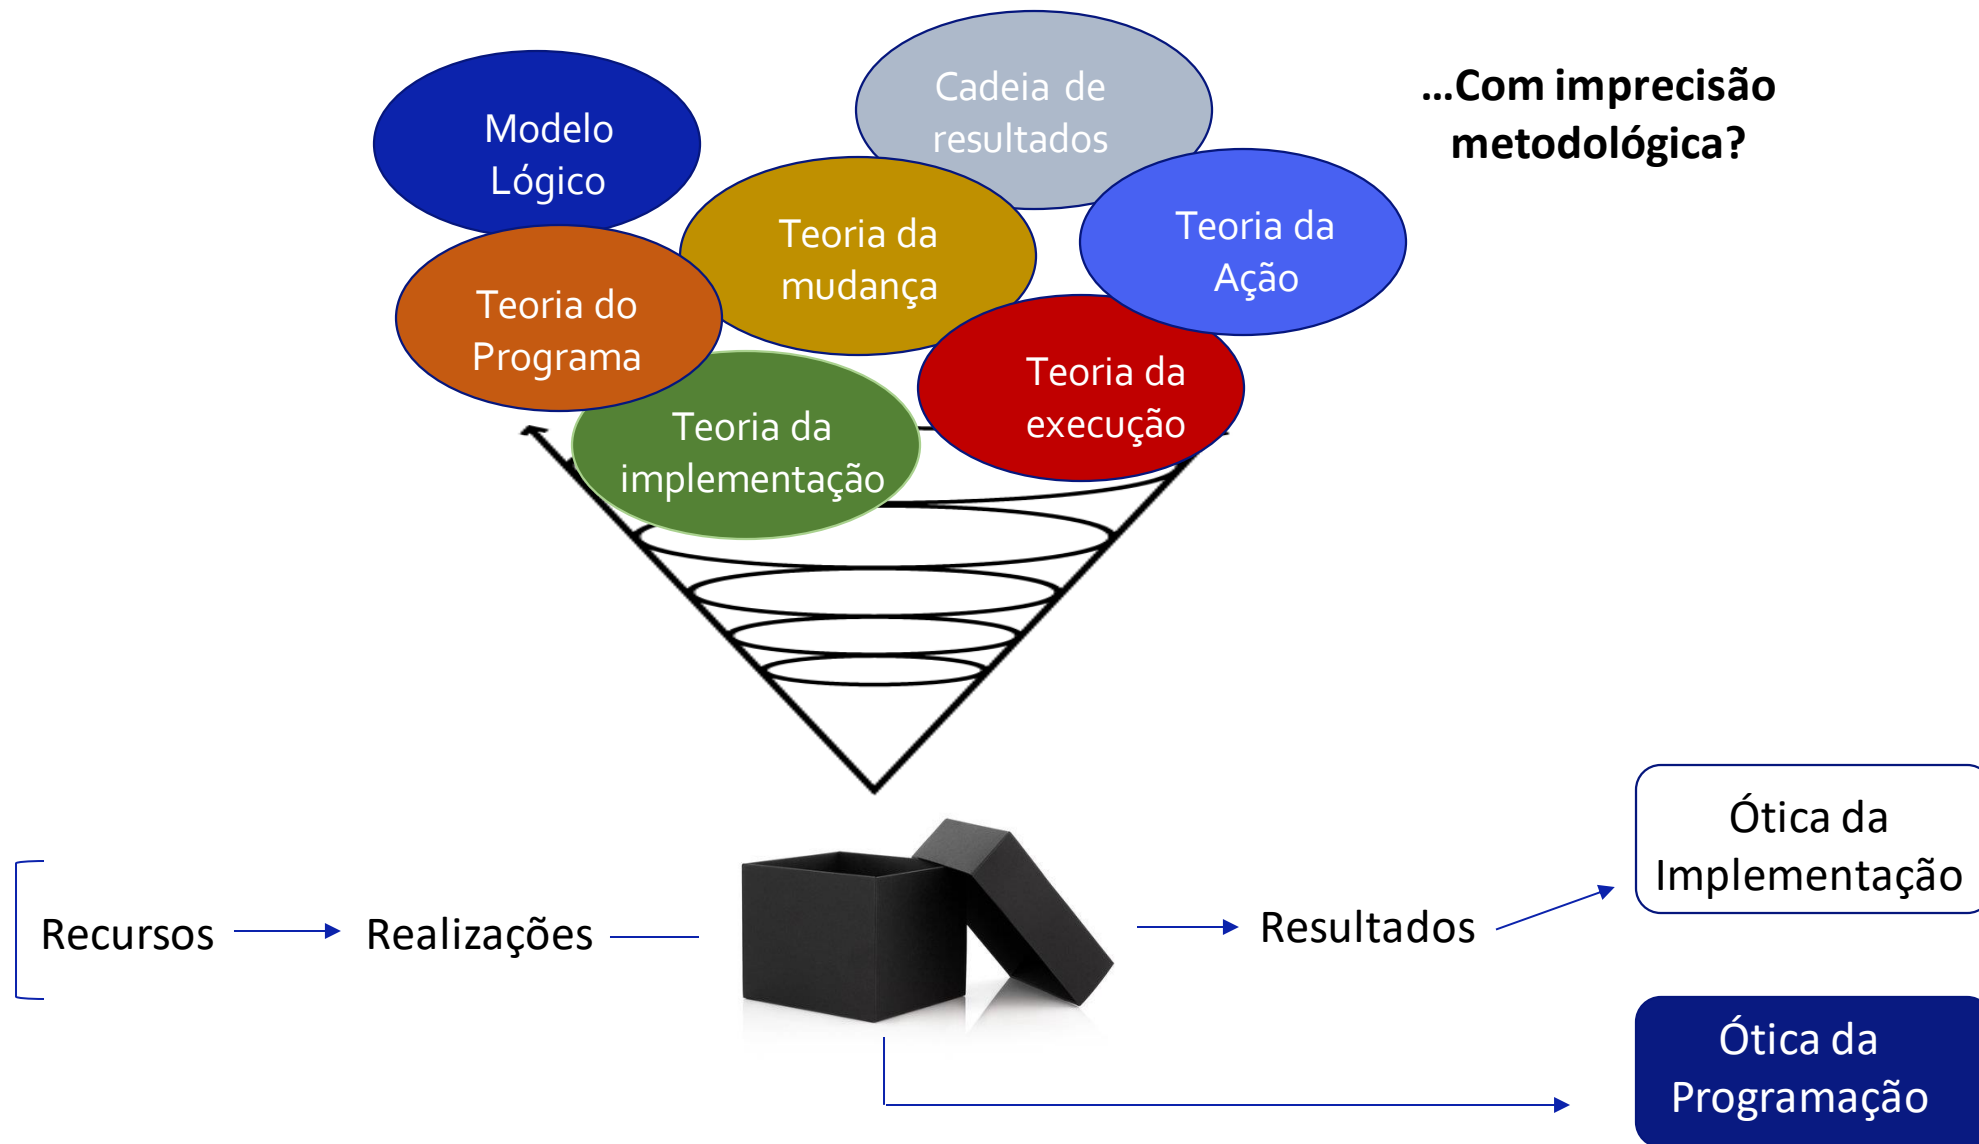 Modelo
Lógico
Cadeia de
resultados
...Com imprecisão
metodológica?
Teoria da
mudança
Teoria da
Ação
Teoria do
Programa
Teoria da
execução
Teoria da
implementação
Recursos
Realizações
Resultados
Ótica da
Implementação
Ótica da
Programação